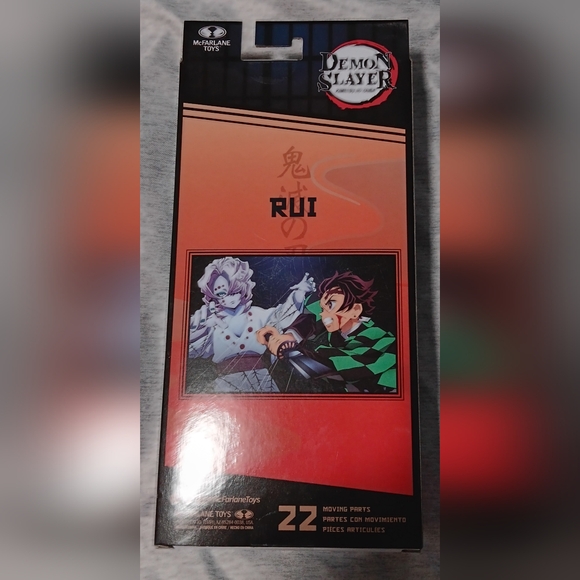 McFARLANE
TOYS
DEMON
SLAYER
鬼滅の刃
RUI
McFarlaneToys
McFARLANE TOYS
22
MOVING PARTS
PARTES CON MOVIMIENTO
PIÈCES ARTICULÉES